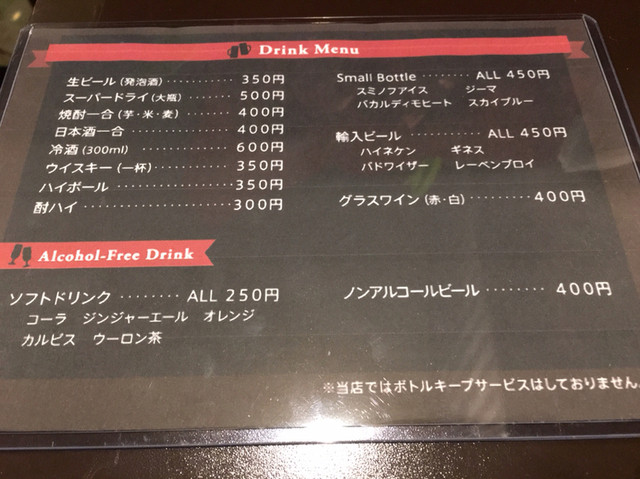 Drink Menu
生ビール(発泡酒)・・・・・・・・・・350円
スーパードライ(大瓶)・・・・・・・500円
焼酎一合(芋・米・麦)・・・・・・・400円
日本酒一合・・・・・・・・・・・・400円
冷酒(300ml)・・・・・・・・・・・600円
ウイスキー(一杯)・・・・・・・・・350円
ハイボール・・・・・・・・・・・・350円
酎ハイ・・・・・・・・・・・・・・300円
Small Bottle・・・・・・・ALL 450円
スミノフアイス ジーマ
バカルディモヒート スカイブルー
輸入ビール・・・・・・・・・ALL 450円
ハイネケン ギネス
バドワイザー レーベンブロイ
グラスワイン(赤・白)・・・・・・・・400円
Alcohol-Free Drink
ソフトドリンク・・・・・・・ALL 250円
コーラ ジンジャーエール オレンジ
カルピス ウーロン茶
ノンアルコールビール・・・・・・・400円
※当店ではボトルキープサービスはしておりません。